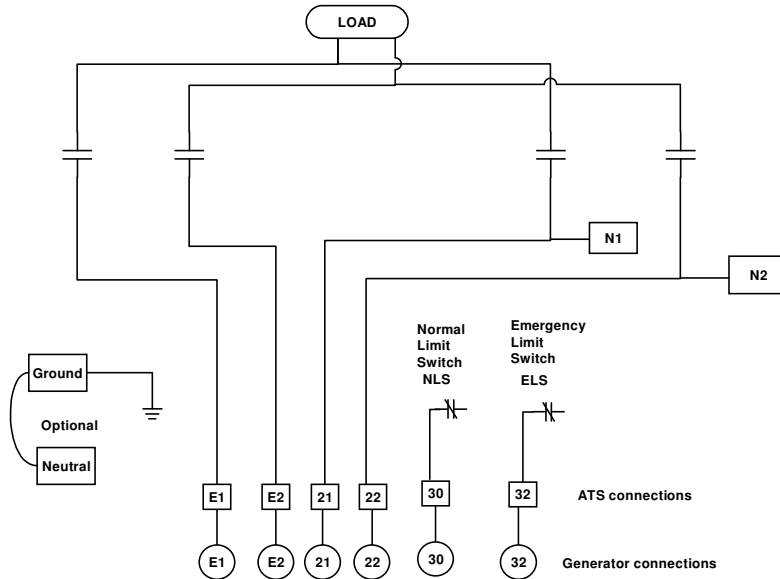 LOAD
N1
N2
Normal
Limit
Switch
NLS
Emergency
Limit
Switch
ELS
Ground
Optional
Neutral
E1 E2 21 22 30 32 ATS connections
E1 E2 21 22 30 32 Generator connections